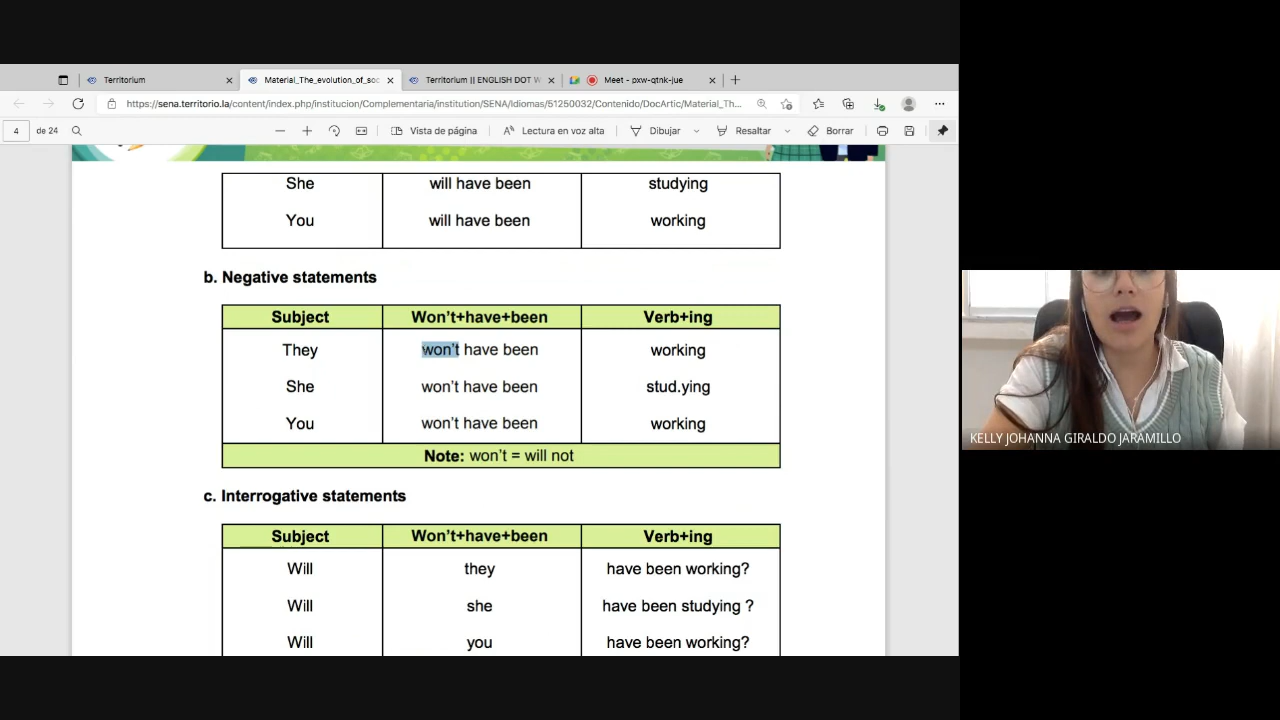 Territorium
Material_The_evolution_of_soc
Territorium || ENGLISH DOT W
Meet - pxw-qtnk-jue
https://sena.territorio.la/content/index.php/institucion/Complementaria/institution/SENA/Idiomas/51250032/Contenido/DocArtic/Material_Th...
4 de 24
Vista de página
Lectura en voz alta
Dibujar
Resaltar
Borrar
She will have been studying
You will have been working
b. Negative statements
Subject Won't+have+been Verb+ing
They won't have been working
She won't have been stud.ying
You won't have been working
Note: won't = will not
c. Interrogative statements
Subject Won't+have+been Verb+ing
Will they have been working?
Will she have been studying ?
Will you have been working?
KELLY JOHANNA GIRALDO JARAMILLO